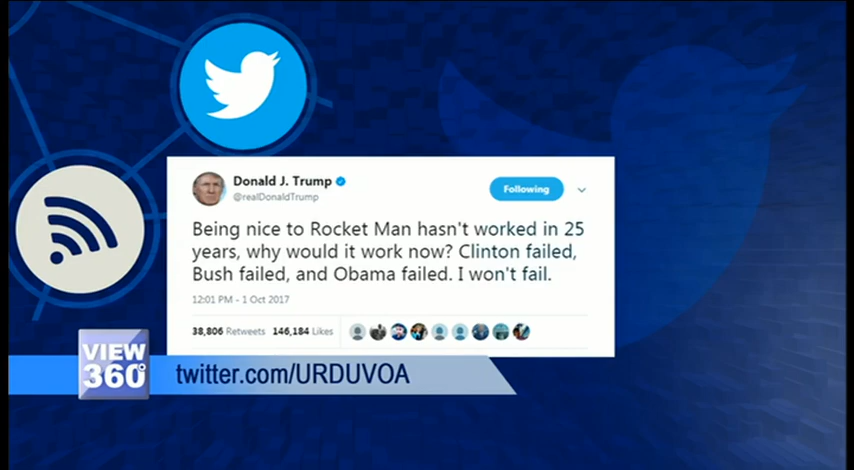 Donald J. Trump
@realDonaldTrump
Following
Being nice to Rocket Man hasn't worked in 25
years, why would it work now? Clinton failed,
Bush failed, and Obama failed. I won't fail.
12:01 PM - 1 Oct 2017
38,806 Retweets 146,184 Likes
VIEW
360°
twitter.com/URDUVOA